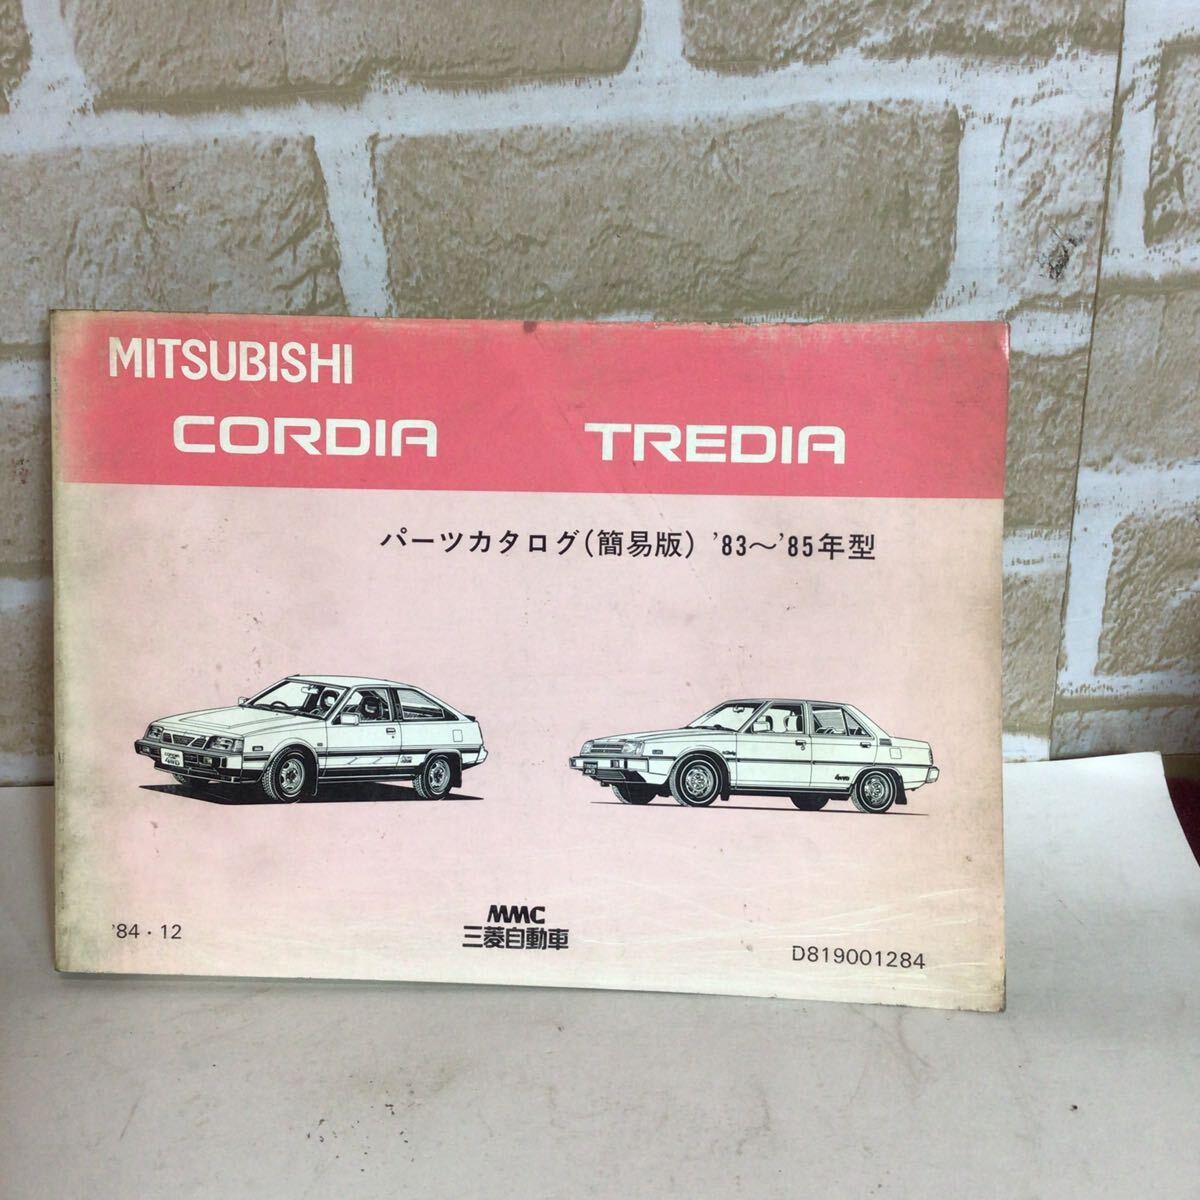 MITSUBISHI
CORDIA TREDIA
パーツカタログ(簡易版) '83～'85年型
4WD
'84・12
MMC
三菱自動車
D819001284